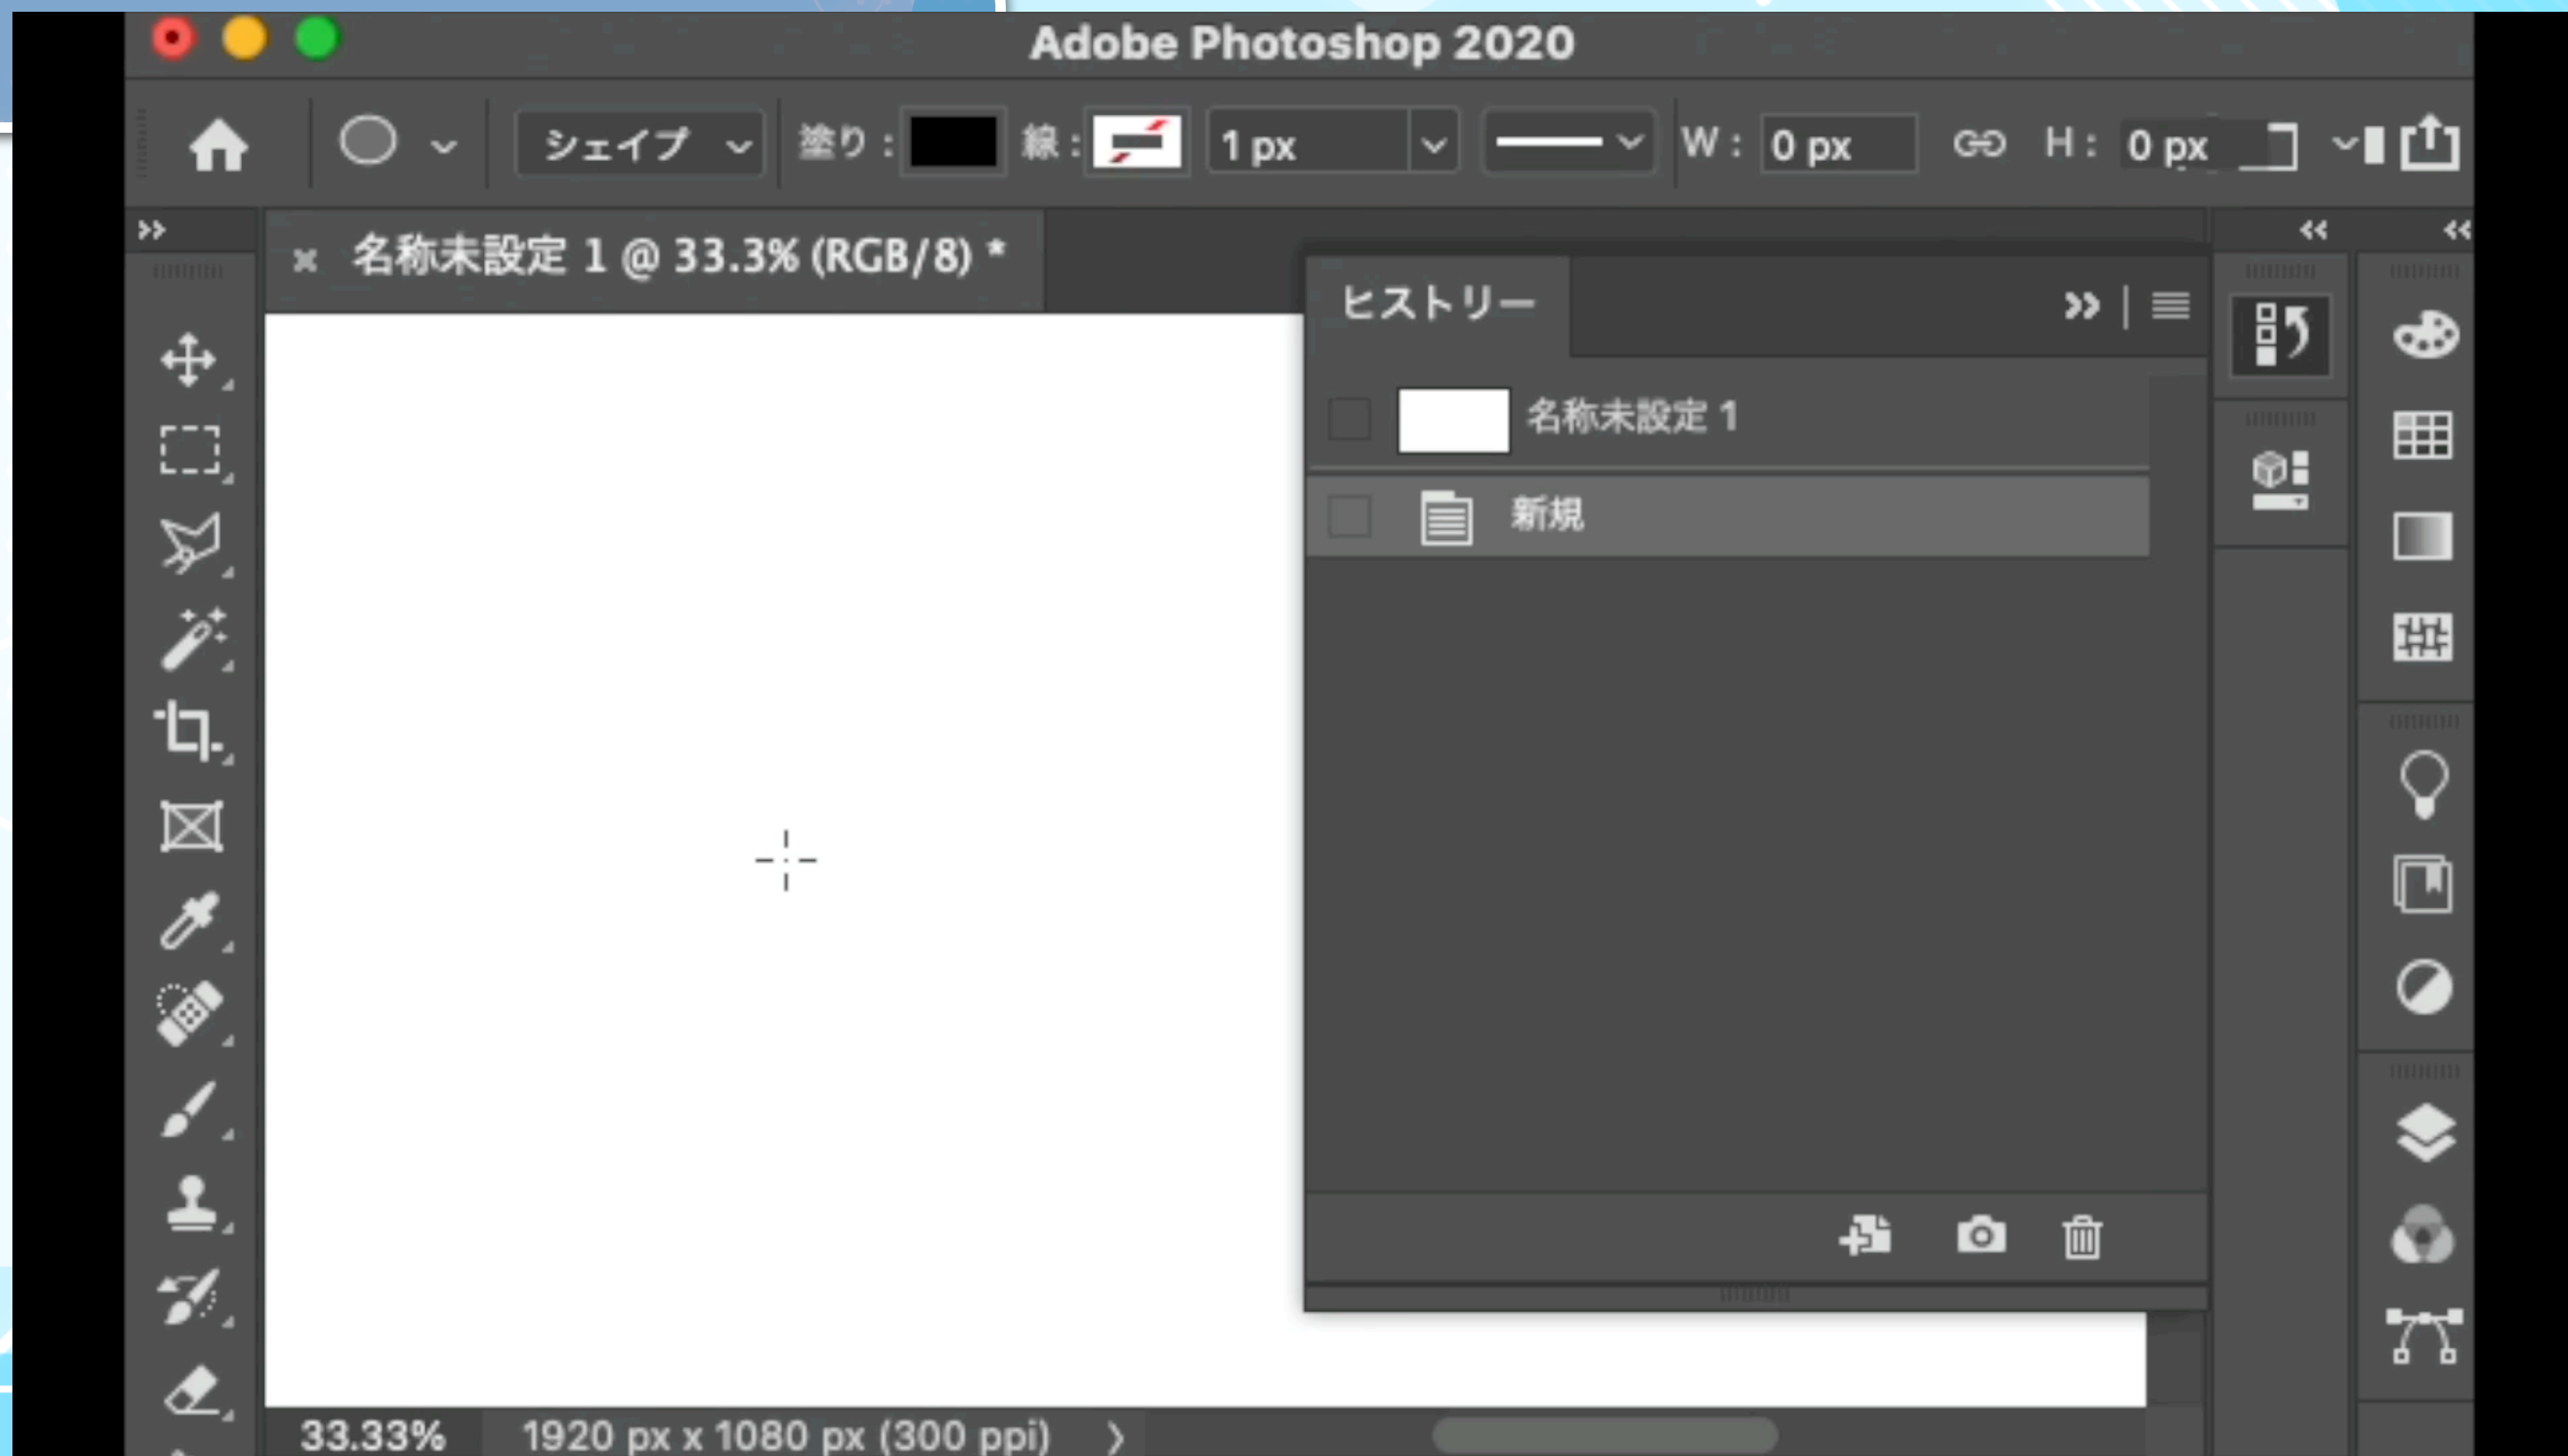 Adobe Photoshop 2020
シェイプ 塗り: 線: 1 px W: 0 px H: 0 px
名称未設定 1 @ 33.3% (RGB/8) *
ヒストリー
名称未設定 1
新規
33.33% 1920 px x 1080 px (300 ppi)